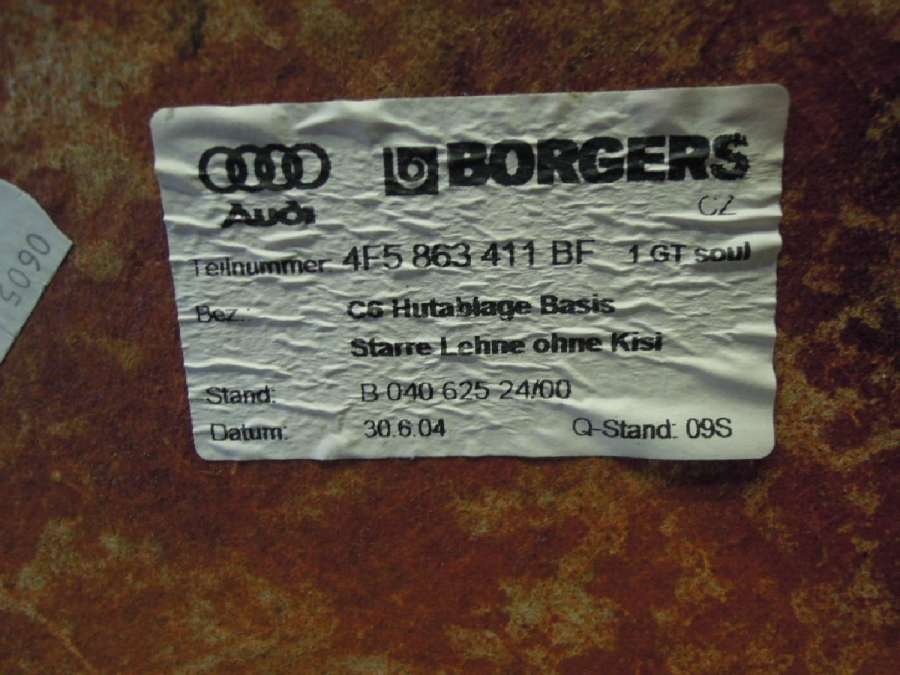 Audi
BORGERS
CZ
Teilnummer 4F5 863 411 BF 1 GT soul
Bez.: C6 Hutablage Basis
Starre Lehne ohne Kisi
Stand: B 040 625 24/00
Datum: 30.6.04 Q-Stand: 09S
0605